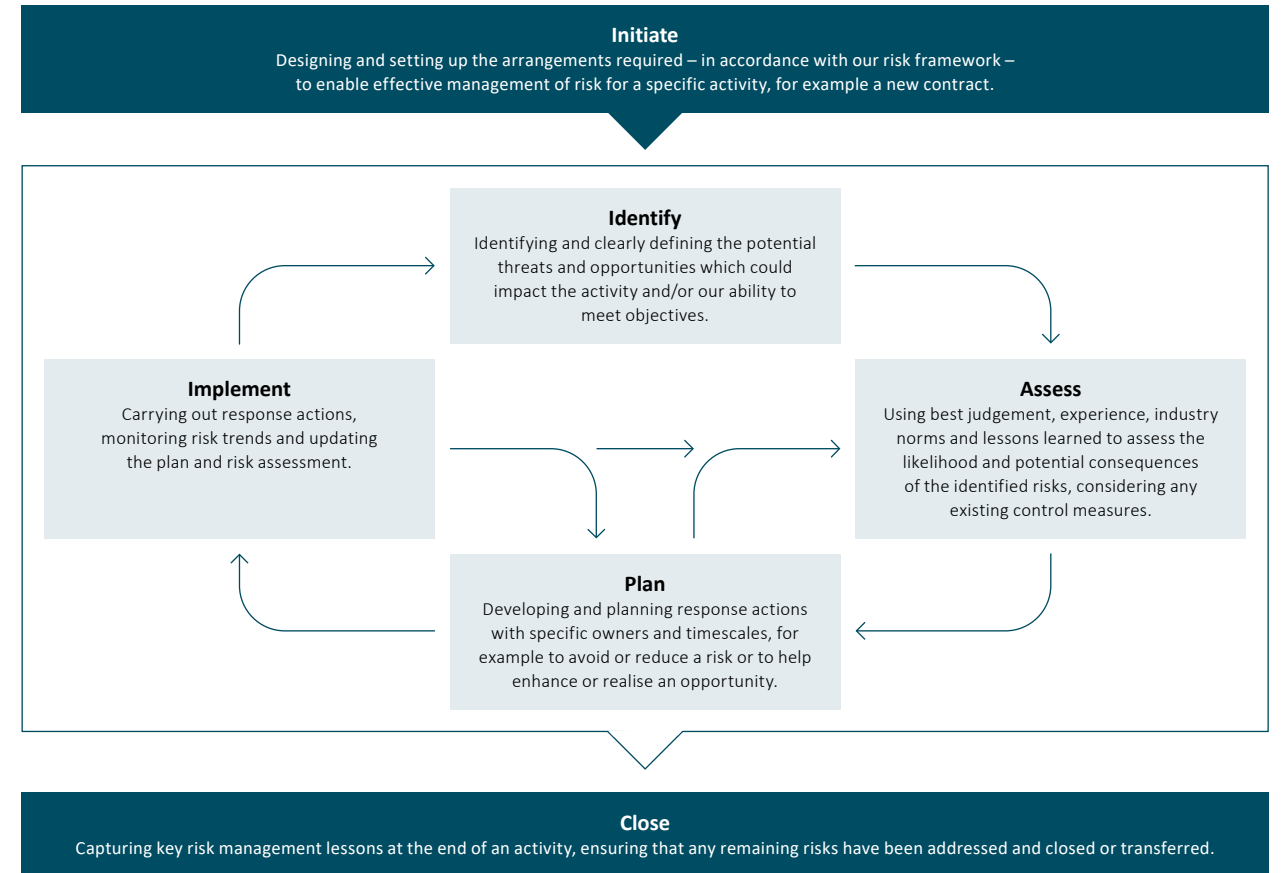 Initiate
Designing and setting up the arrangements required – in accordance with our risk framework –
to enable effective management of risk for a specific activity, for example a new contract.
Identify
Identifying and clearly defining the potential
threats and opportunities which could
impact the activity and/or our ability to
meet objectives.
Implement
Carrying out response actions,
monitoring risk trends and updating
the plan and risk assessment.
Assess
Using best judgement, experience, industry
norms and lessons learned to assess the
likelihood and potential consequences
of the identified risks, considering any
existing control measures.
Plan
Developing and planning response actions
with specific owners and timescales, for
example to avoid or reduce a risk or to help
enhance or realise an opportunity.
Close
Capturing key risk management lessons at the end of an activity, ensuring that any remaining risks have been addressed and closed or transferred.